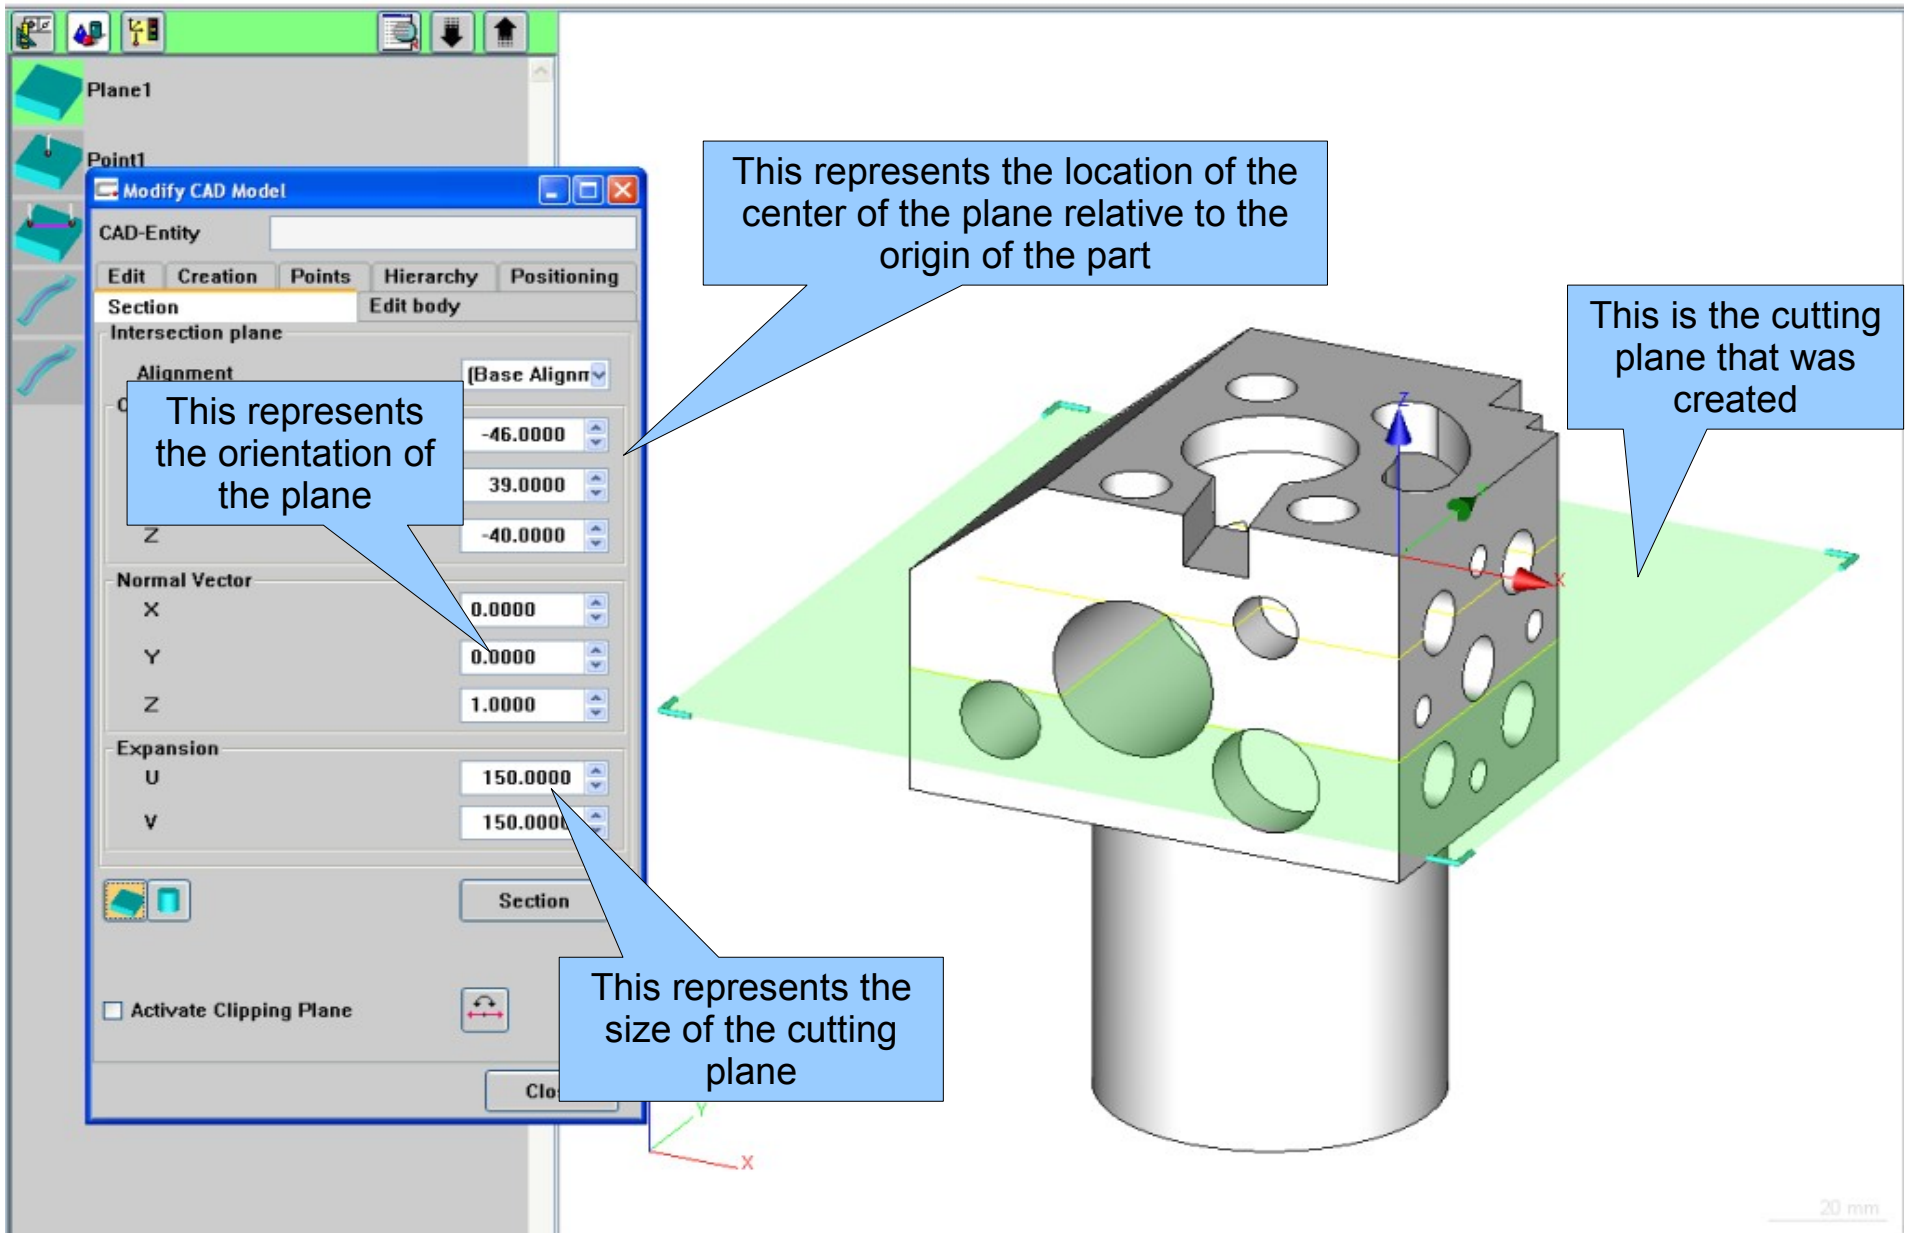 Plane1
Point1
Modify CAD Model
CAD-Entity
Edit Creation Points Hierarchy Positioning
Section Edit body
Intersection plane
Alignment (Base Alignm
-46.0000
39.0000
Z -40.0000
Normal Vector
X 0.0000
Y 0.0000
Z 1.0000
Expansion
U 150.0000
V 150.0000
Section
Activate Clipping Plane
This represents
the orientation of
the plane
This represents the location of the
center of the plane relative to the
origin of the part
This is the cutting
plane that was
created
This represents the
size of the cutting
plane
Z
X
Y
X
20 mm